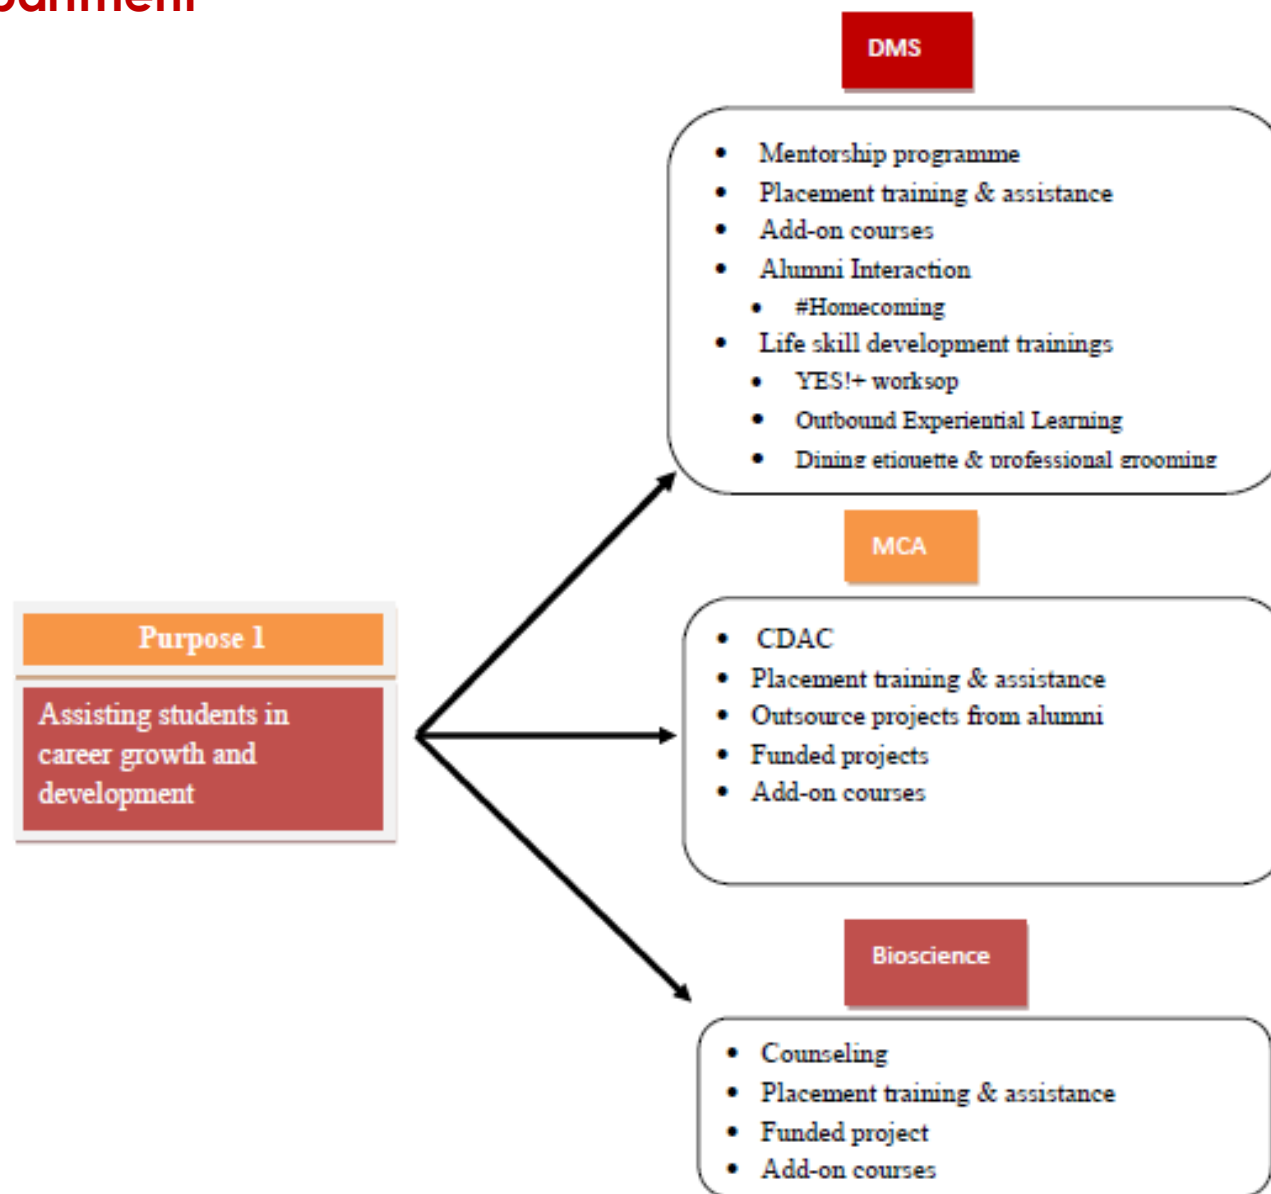 DMS
• Mentorship programme
• Placement training & assistance
• Add-on courses
• Alumni Interaction
• #Homecoming
• Life skill development trainings
• YES!+ worksop
• Outbound Experiential Learning
• Dining etiquette & professional grooming
MCA
Purpose 1
Assisting students in
career growth and
development
• CDAC
• Placement training & assistance
• Outsource projects from alumni
• Funded projects
• Add-on courses
Bioscience
• Counseling
• Placement training & assistance
• Funded project
• Add-on courses